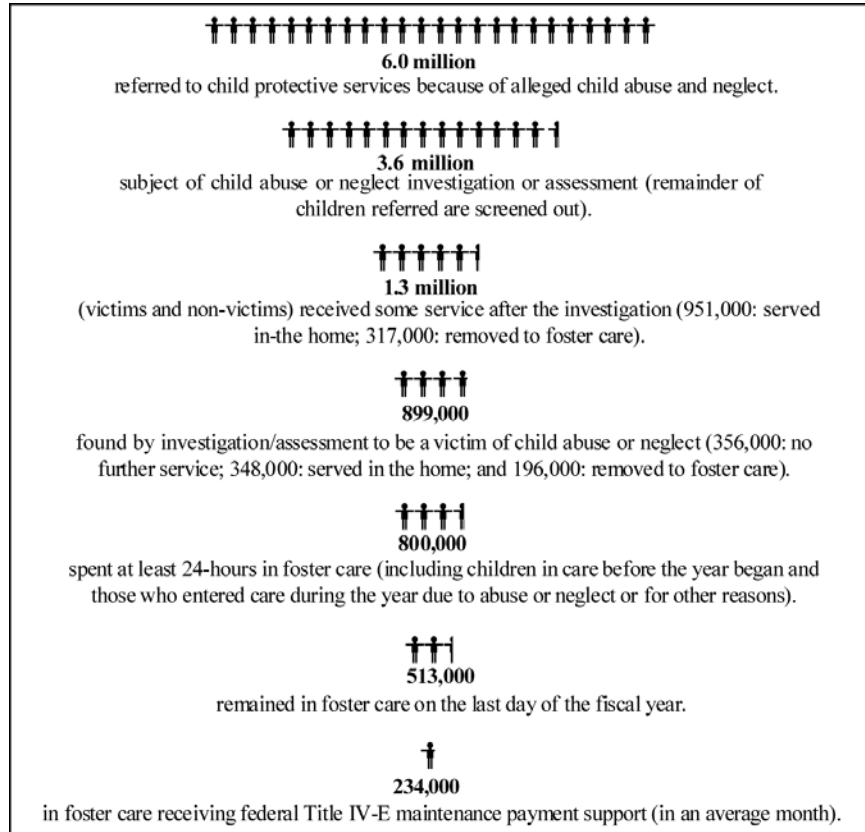 6.0 million
referred to child protective services because of alleged child abuse and neglect.
3.6 million
subject of child abuse or neglect investigation or assessment (remainder of
children referred are screened out).
1.3 million
(victims and non-victims) received some service after the investigation (951,000: served
in-the home; 317,000: removed to foster care).
899,000
found by investigation/assessment to be a victim of child abuse or neglect (356,000: no
further service; 348,000: served in the home; and 196,000: removed to foster care).
800,000
spent at least 24-hours in foster care (including children in care before the year began and
those who entered care during the year due to abuse or neglect or for other reasons).
513,000
remained in foster care on the last day of the fiscal year.
234,000
in foster care receiving federal Title IV-E maintenance payment support (in an average month).